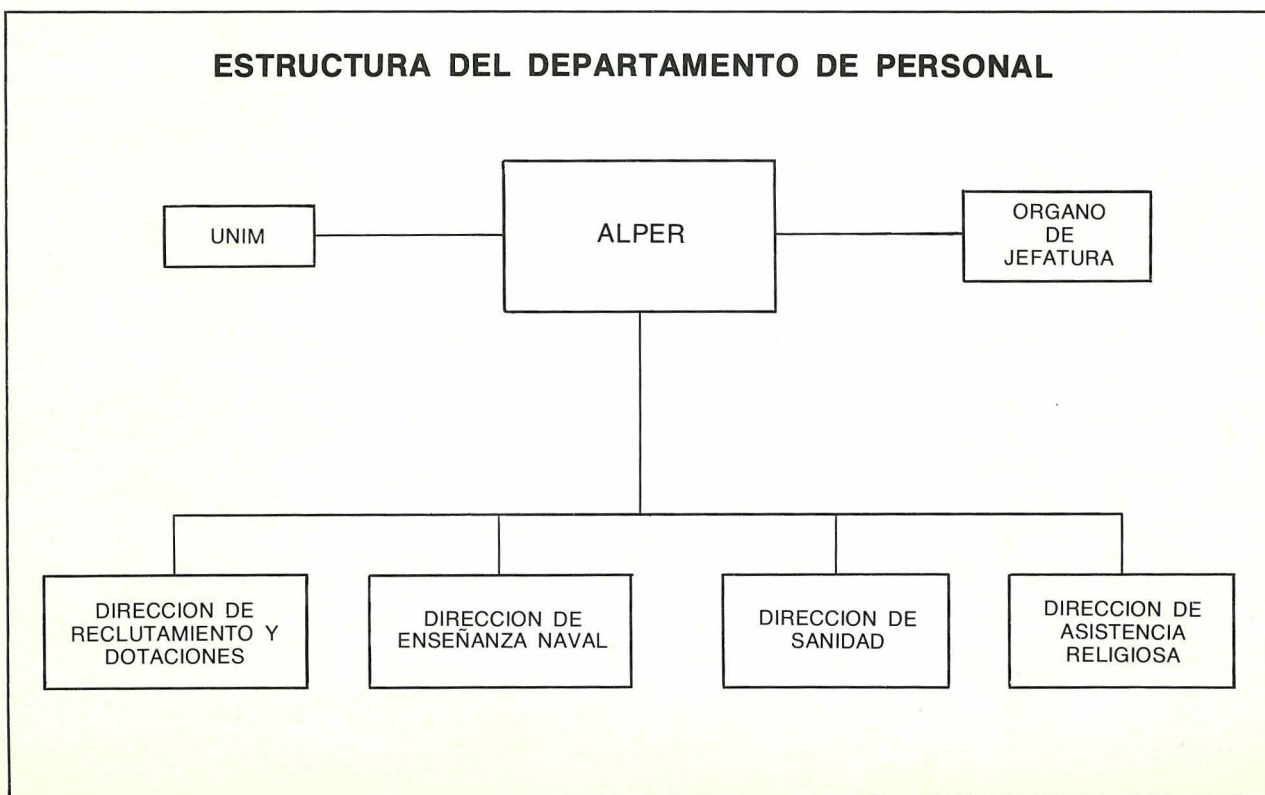 ESTRUCTURA DEL DEPARTAMENTO DE PERSONAL
UNIM
ALPER
ORGANO
DE
JEFATURA
DIRECCION DE
RECLUTAMIENTO Y
DOTACIONES
DIRECCION DE
ENSEÑANZA NAVAL
DIRECCION DE
SANIDAD
DIRECCION DE
ASISTENCIA
RELIGIOSA